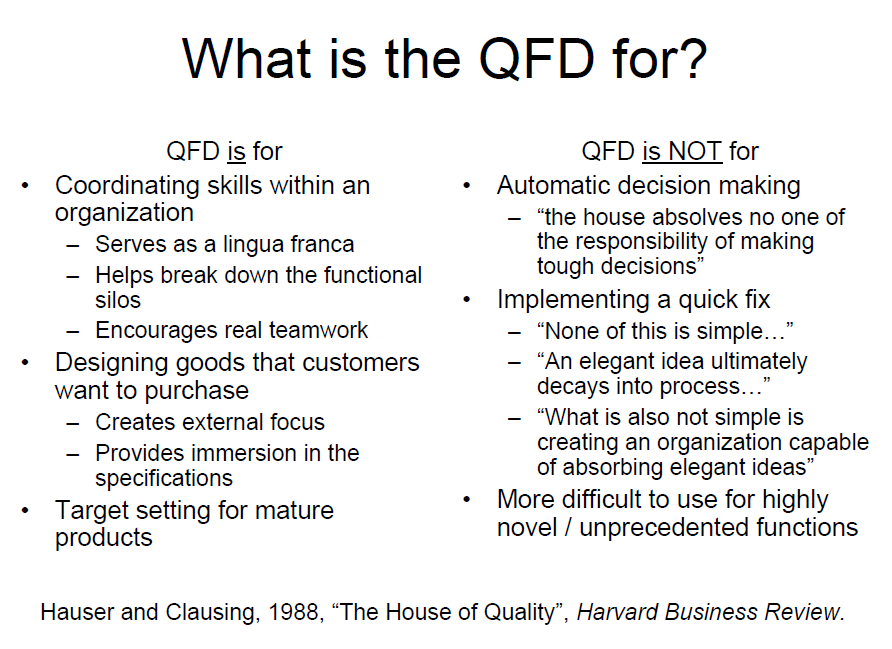 What is the QFD for?
QFD is for
• Coordinating skills within an
organization
– Serves as a lingua franca
– Helps break down the functional
silos
– Encourages real teamwork
• Designing goods that customers
want to purchase
– Creates external focus
– Provides immersion in the
specifications
• Target setting for mature
products
QFD is NOT for
• Automatic decision making
– “the house absolves no one of
the responsibility of making
tough decisions”
• Implementing a quick fix
– “None of this is simple…”
– “An elegant idea ultimately
decays into process…”
– “What is also not simple is
creating an organization capable
of absorbing elegant ideas”
• More difficult to use for highly
novel / unprecedented functions
Hauser and Clausing, 1988, “The House of Quality”, Harvard Business Review.